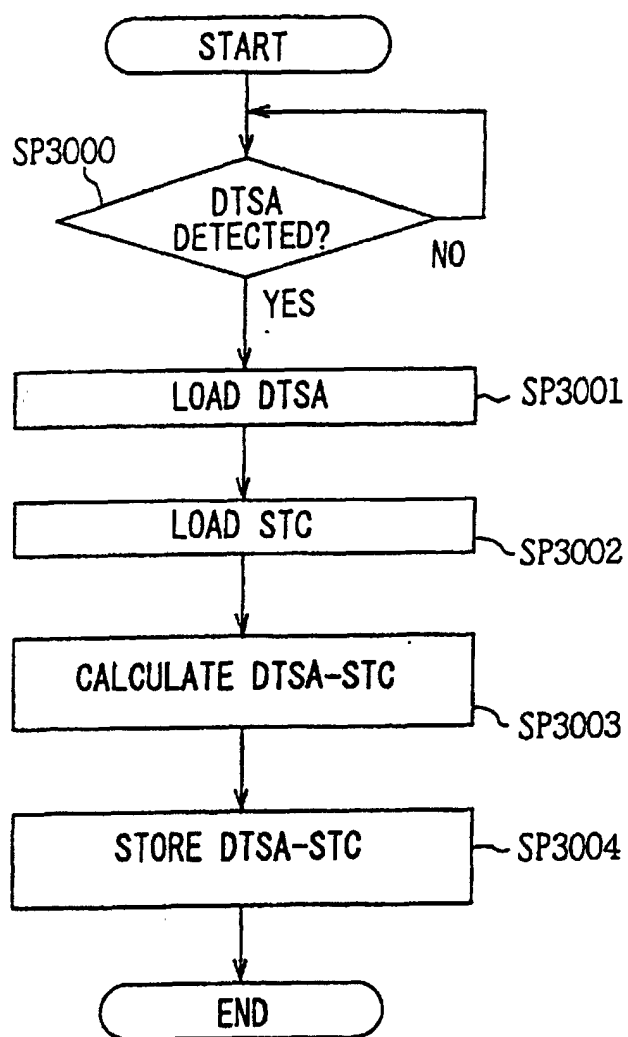 START
SP3000
DTSA
DETECTED?
NO
YES
LOAD DTSA
SP3001
LOAD STC
SP3002
CALCULATE DTSA-STC
SP3003
STORE DTSA-STC
SP3004
END